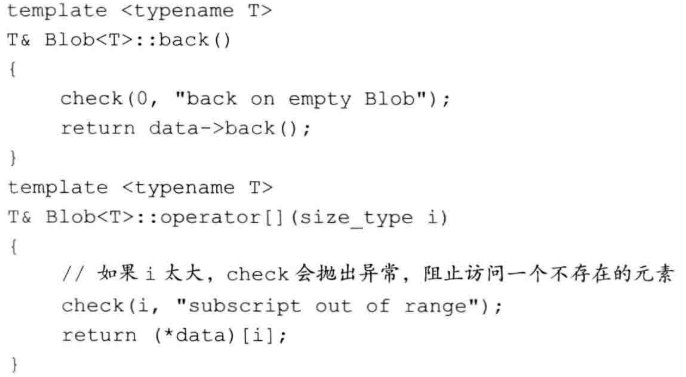 template <typename T>
T& Blob<T>::back()
{
    check(0, "back on empty Blob");
    return data->back();
}
template <typename T>
T& Blob<T>::operator[](size_type i)
{
    // 如果 i 太大，check 会抛出异常，阻止访问一个不存在的元素
    check(i, "subscript out of range");
    return (*data)[i];
}